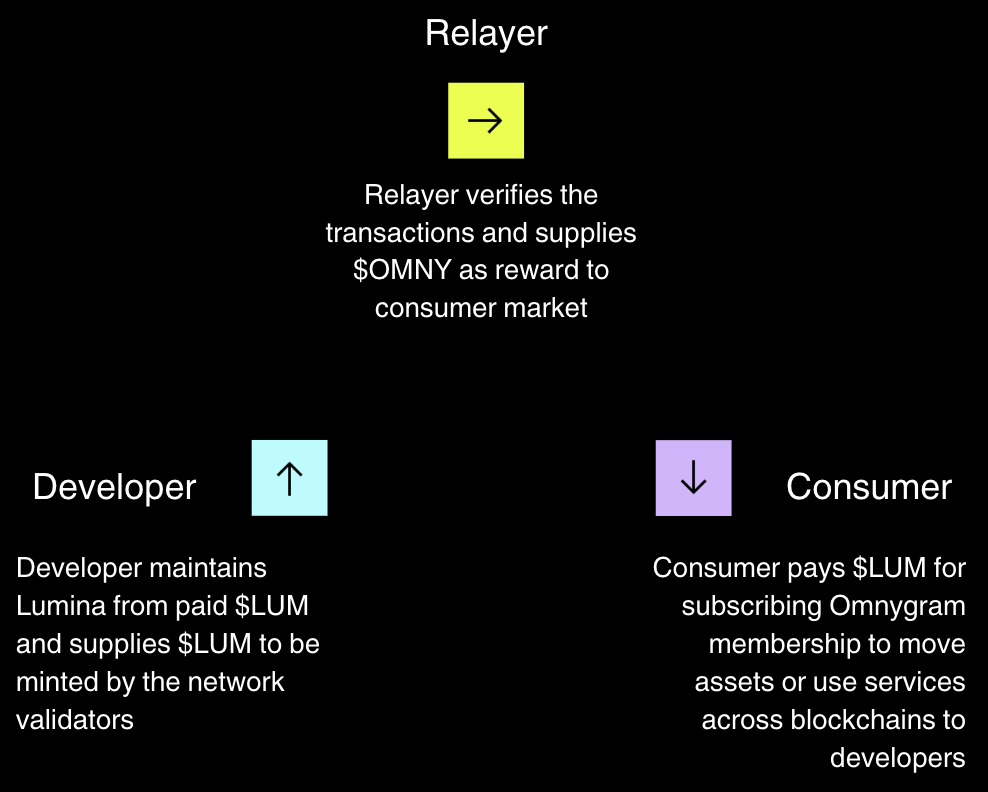 Relayer
Relayer verifies the
transactions and supplies
$OMNY as reward to
consumer market
Developer
Developer maintains
Lumina from paid $LUM
and supplies $LUM to be
minted by the network
validators
Consumer
Consumer pays $LUM for
subscribing Omnygram
membership to move
assets or use services
across blockchains to
developers